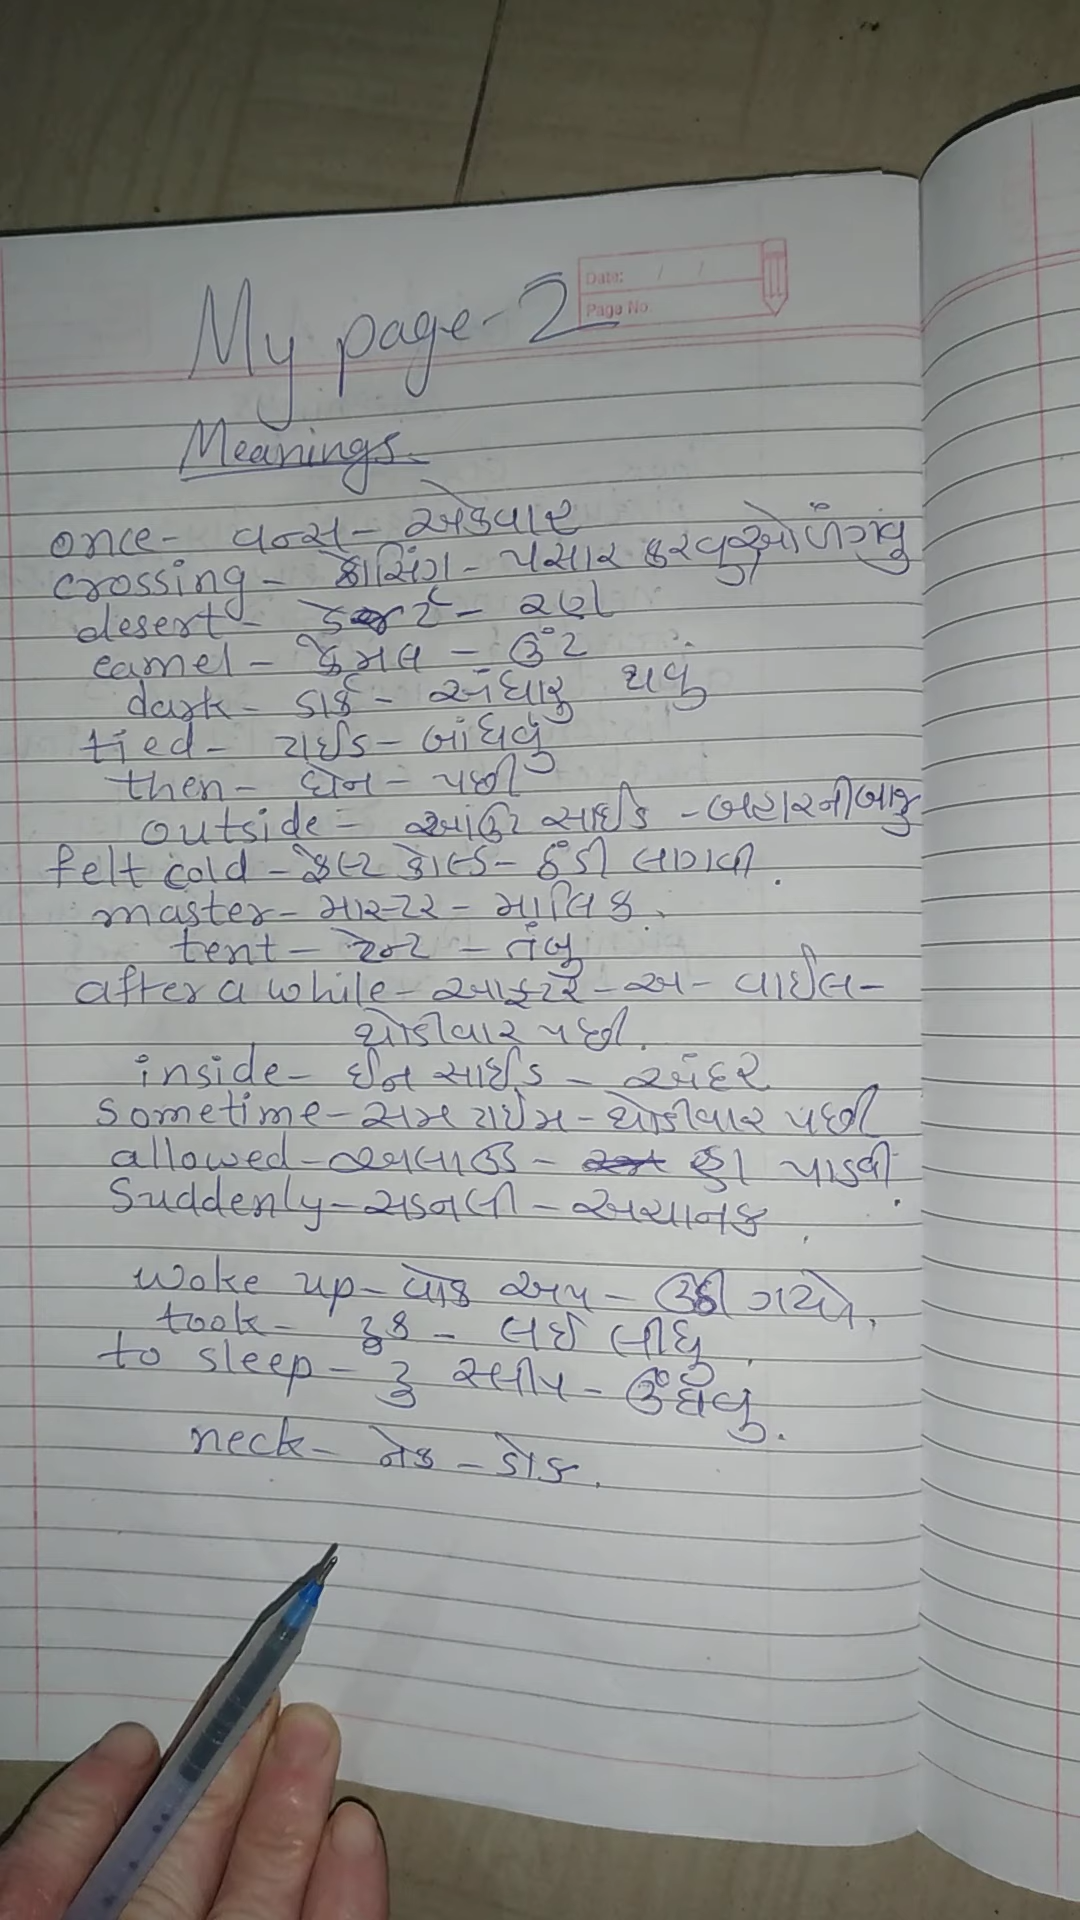 Date: / /
Page No.
My page-2
Meanings.
once- વન્સ- એકવાર
crossing- ક્રોસિંગ- પસાર કરવુ,ઓળંગવુ
desert- ડેઝર્ટ- રણ
camel- કેમલ- ઉંટ
dark- ડાર્ક- અંધારુ થવું.
tied- ટાઈડ- બાંધવું
then- ધેન- પછી
outside- આઉટ સાઈડ -બહારનીબાજુ
felt cold-ફેલ્ટ કોલ્ડ- ઠંડી લાગવી.
master- માસ્ટર- માલિક.
tent- ટેન્ટ- તંબુ
after a while- આફ્ટર-અ- વાઈલ-
થોડીવાર પછી.
inside- ઈન સાઈડ- અંદર
sometime-સમ ટાઈમ-થોડીવાર પછી
allowed-અલાઉડ- હા પાડવી.
Suddenly-સડનલી-અચાનક.
woke up-વોક અપ- ઉઠી ગયો.
took- ટુક- લઈ લીધુ.
to sleep- ટુ સ્લીપ- ઉંઘવુ.
neck- નેક- ડોક.